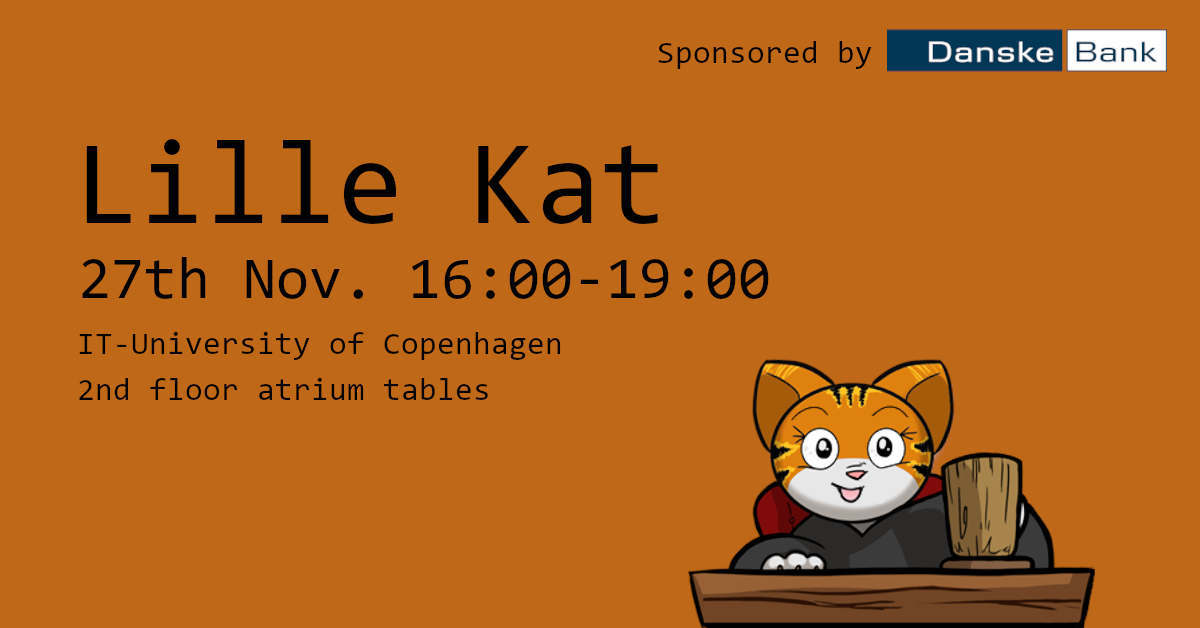 Sponsored by Danske Bank
Lille Kat
27th Nov. 16:00-19:00
IT-University of Copenhagen
2nd floor atrium tables